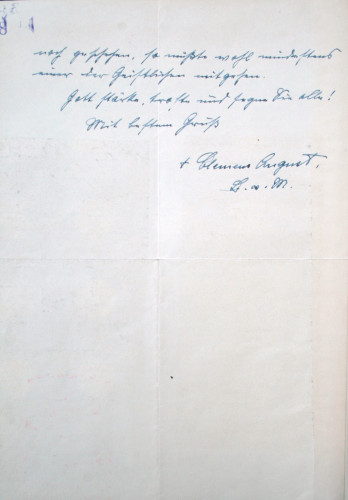 noch geschehen, so müßte wohl mindestens
einer der Geistlichen mitgehen.
Gott stärke, tröste und segne Sie alle!
Mit bestem Gruß
+ Clemens August,
B. v. M.